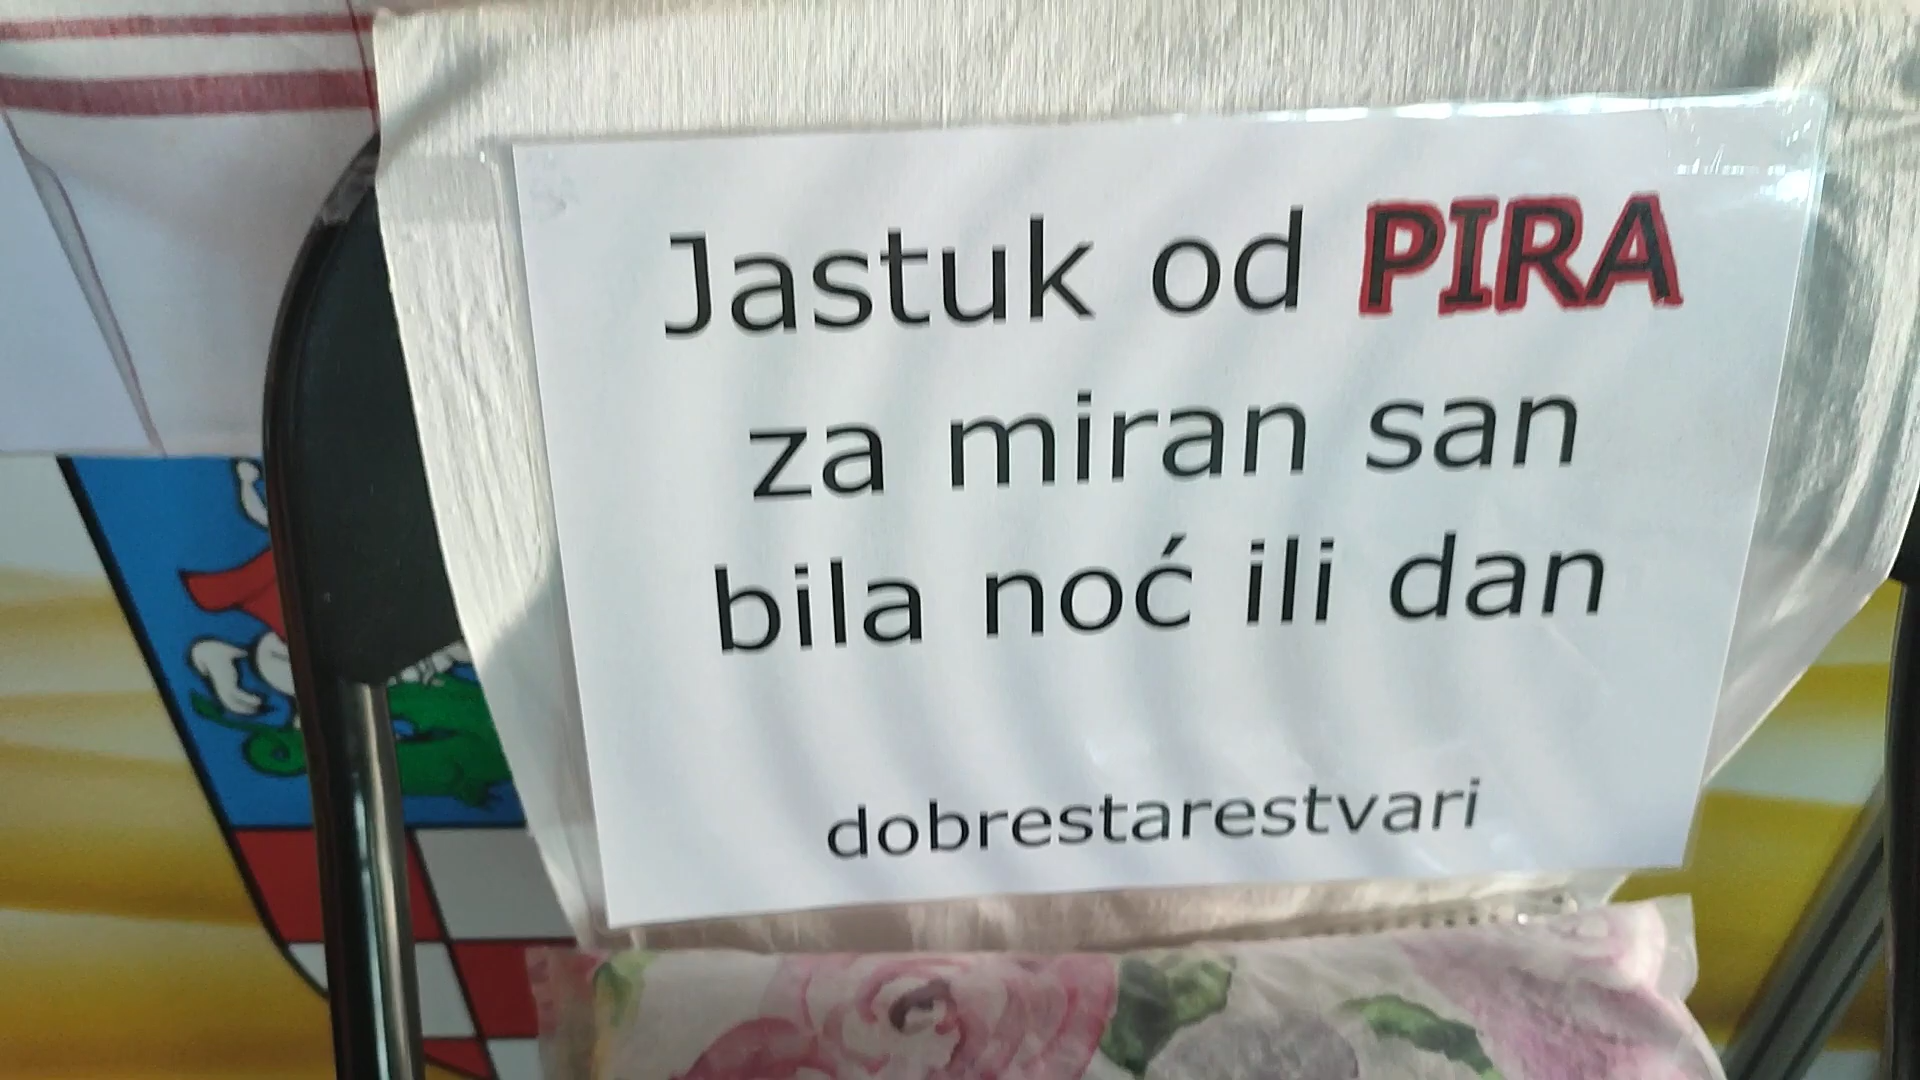 Jastuk od PIRA
za miran san
bila noć ili dan
dobrestarestvari